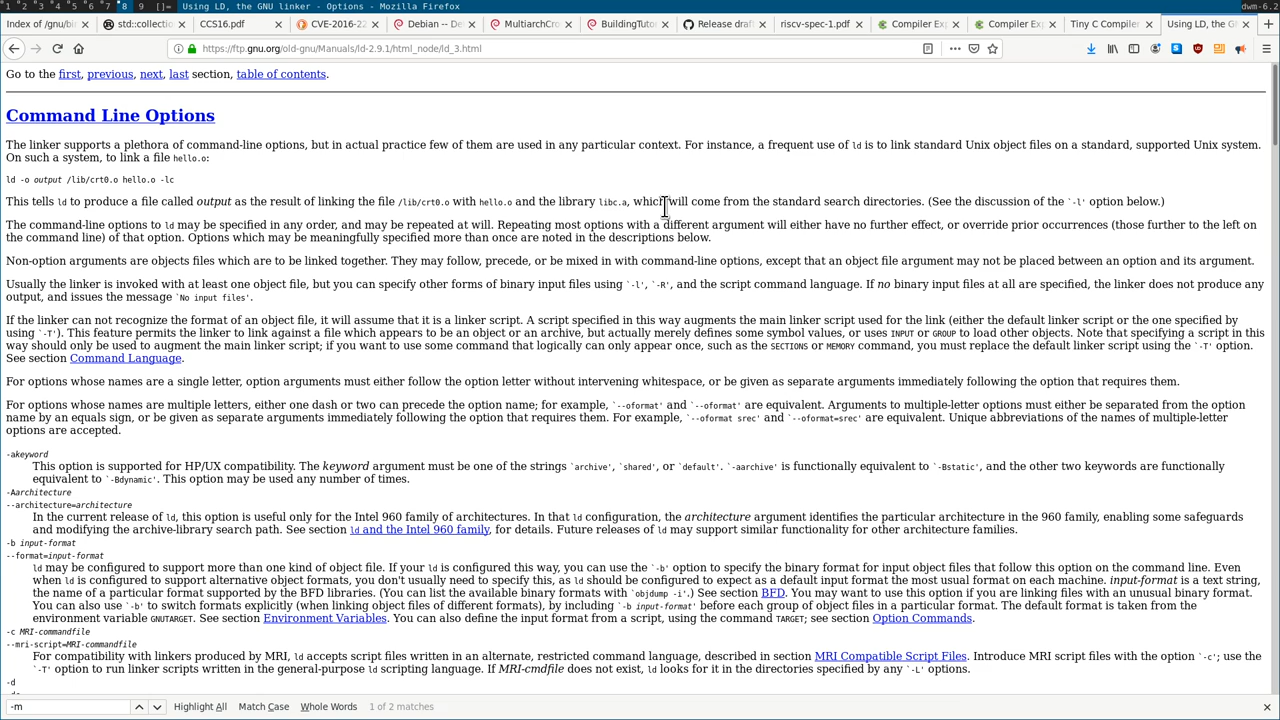 1 2 3 4 5 6 7 8 9 []= Using LD, the GNU linker - Options - Mozilla Firefox dwm-6.2
Index of /gnu/bi std::collectio CCS16.pdf CVE-2016-22 Debian -- De MultiarchCro BuildingTuto Release draf riscv-spec-1.pdf Compiler Exp Compiler Exp Tiny C Compiler Using LD, the G
https://ftp.gnu.org/old-gnu/Manuals/ld-2.9.1/html_node/ld_3.html
Go to the first, previous, next, last section, table of contents.
Command Line Options
The linker supports a plethora of command-line options, but in actual practice few of them are used in any particular context. For instance, a frequent use of ld is to link standard Unix object files on a standard, supported Unix system.
On such a system, to link a file hello.o:
ld -o output /lib/crt0.o hello.o -lc
This tells ld to produce a file called output as the result of linking the file /lib/crt0.o with hello.o and the library libc.a, which will come from the standard search directories. (See the discussion of the `-l' option below.)
The command-line options to ld may be specified in any order, and may be repeated at will. Repeating most options with a different argument will either have no further effect, or override prior occurrences (those further to the left on
the command line) of that option. Options which may be meaningfully specified more than once are noted in the descriptions below.
Non-option arguments are objects files which are to be linked together. They may follow, precede, or be mixed in with command-line options, except that an object file argument may not be placed between an option and its argument.
Usually the linker is invoked with at least one object file, but you can specify other forms of binary input files using `-l', `-R', and the script command language. If no binary input files at all are specified, the linker does not produce any
output, and issues the message `No input files'.
If the linker can not recognize the format of an object file, it will assume that it is a linker script. A script specified in this way augments the main linker script used for the link (either the default linker script or the one specified by
using `-T'). This feature permits the linker to link against a file which appears to be an object or an archive, but actually merely defines some symbol values, or uses INPUT or GROUP to load other objects. Note that specifying a script in this
way should only be used to augment the main linker script; if you want to use some command that logically can only appear once, such as the SECTIONS or MEMORY command, you must replace the default linker script using the `-T' option.
See section Command Language.
For options whose names are a single letter, option arguments must either follow the option letter without intervening whitespace, or be given as separate arguments immediately following the option that requires them.
For options whose names are multiple letters, either one dash or two can precede the option name; for example, `--oformat' and `--oformat' are equivalent. Arguments to multiple-letter options must either be separated from the option
name by an equals sign, or be given as separate arguments immediately following the option that requires them. For example, `--oformat srec' and `--oformat=srec' are equivalent. Unique abbreviations of the names of multiple-letter
options are accepted.
-akeyword
This option is supported for HP/UX compatibility. The keyword argument must be one of the strings `archive', `shared', or `default'. `-aarchive' is functionally equivalent to `-Bstatic', and the other two keywords are functionally
equivalent to `-Bdynamic'. This option may be used any number of times.
-Aarchitecture
--architecture=architecture
In the current release of ld, this option is useful only for the Intel 960 family of architectures. In that ld configuration, the architecture argument identifies the particular architecture in the 960 family, enabling some safeguards
and modifying the archive-library search path. See section ld and the Intel 960 family, for details. Future releases of ld may support similar functionality for other architecture families.
-b input-format
--format=input-format
ld may be configured to support more than one kind of object file. If your ld is configured this way, you can use the `-b' option to specify the binary format for input object files that follow this option on the command line. Even
when ld is configured to support alternative object formats, you don't usually need to specify this, as ld should be configured to expect as a default input format the most usual format on each machine. input-format is a text string,
the name of a particular format supported by the BFD libraries. (You can list the available binary formats with `objdump -i'.) See section BFD. You may want to use this option if you are linking files with an unusual binary format.
You can also use `-b' to switch formats explicitly (when linking object files of different formats), by including `-b input-format' before each group of object files in a particular format. The default format is taken from the
environment variable GNUTARGET. See section Environment Variables. You can also define the input format from a script, using the command TARGET; see section Option Commands.
-c MRI-commandfile
--mri-script=MRI-commandfile
For compatibility with linkers produced by MRI, ld accepts script files written in an alternate, restricted command language, described in section MRI Compatible Script Files. Introduce MRI script files with the option `-c'; use the
`-T' option to run linker scripts written in the general-purpose ld scripting language. If MRI-cmdfile does not exist, ld looks for it in the directories specified by any `-L' options.
-d
-m Highlight All Match Case Whole Words 1 of 2 matches